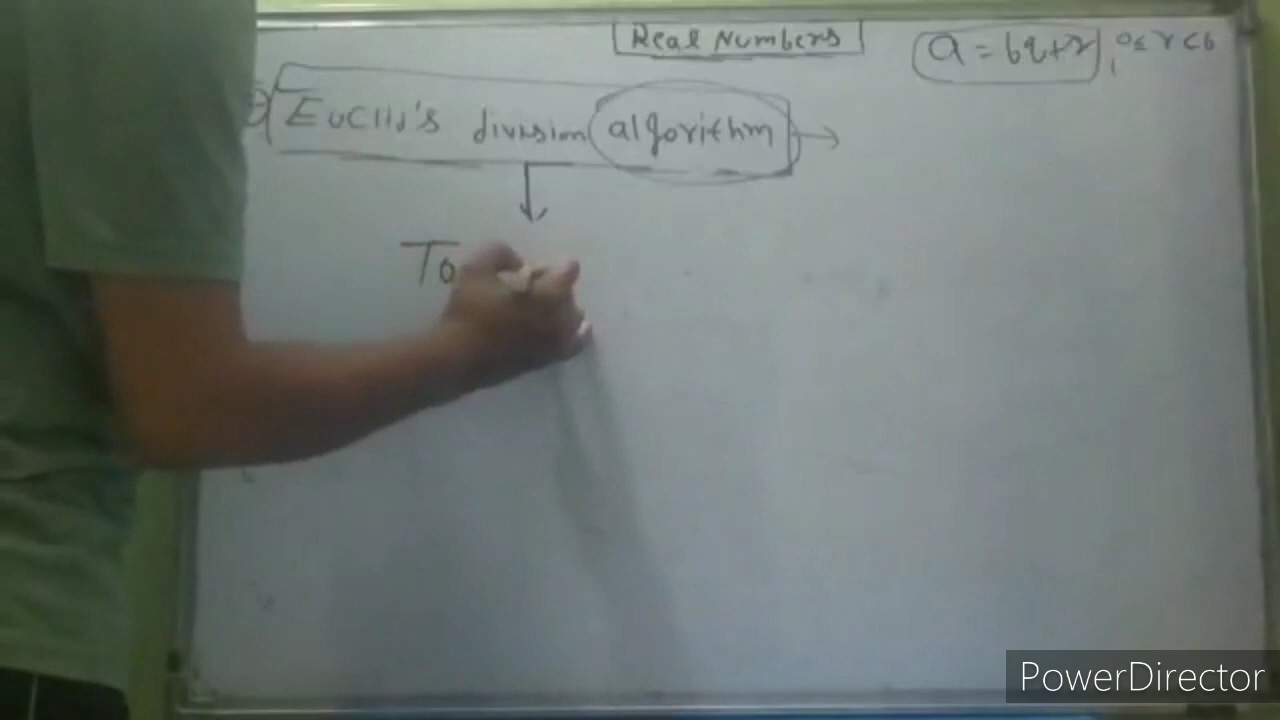 Real Numbers
a = bq+r, 0≤ r <b
Euclid's division algorithm
To
PowerDirector